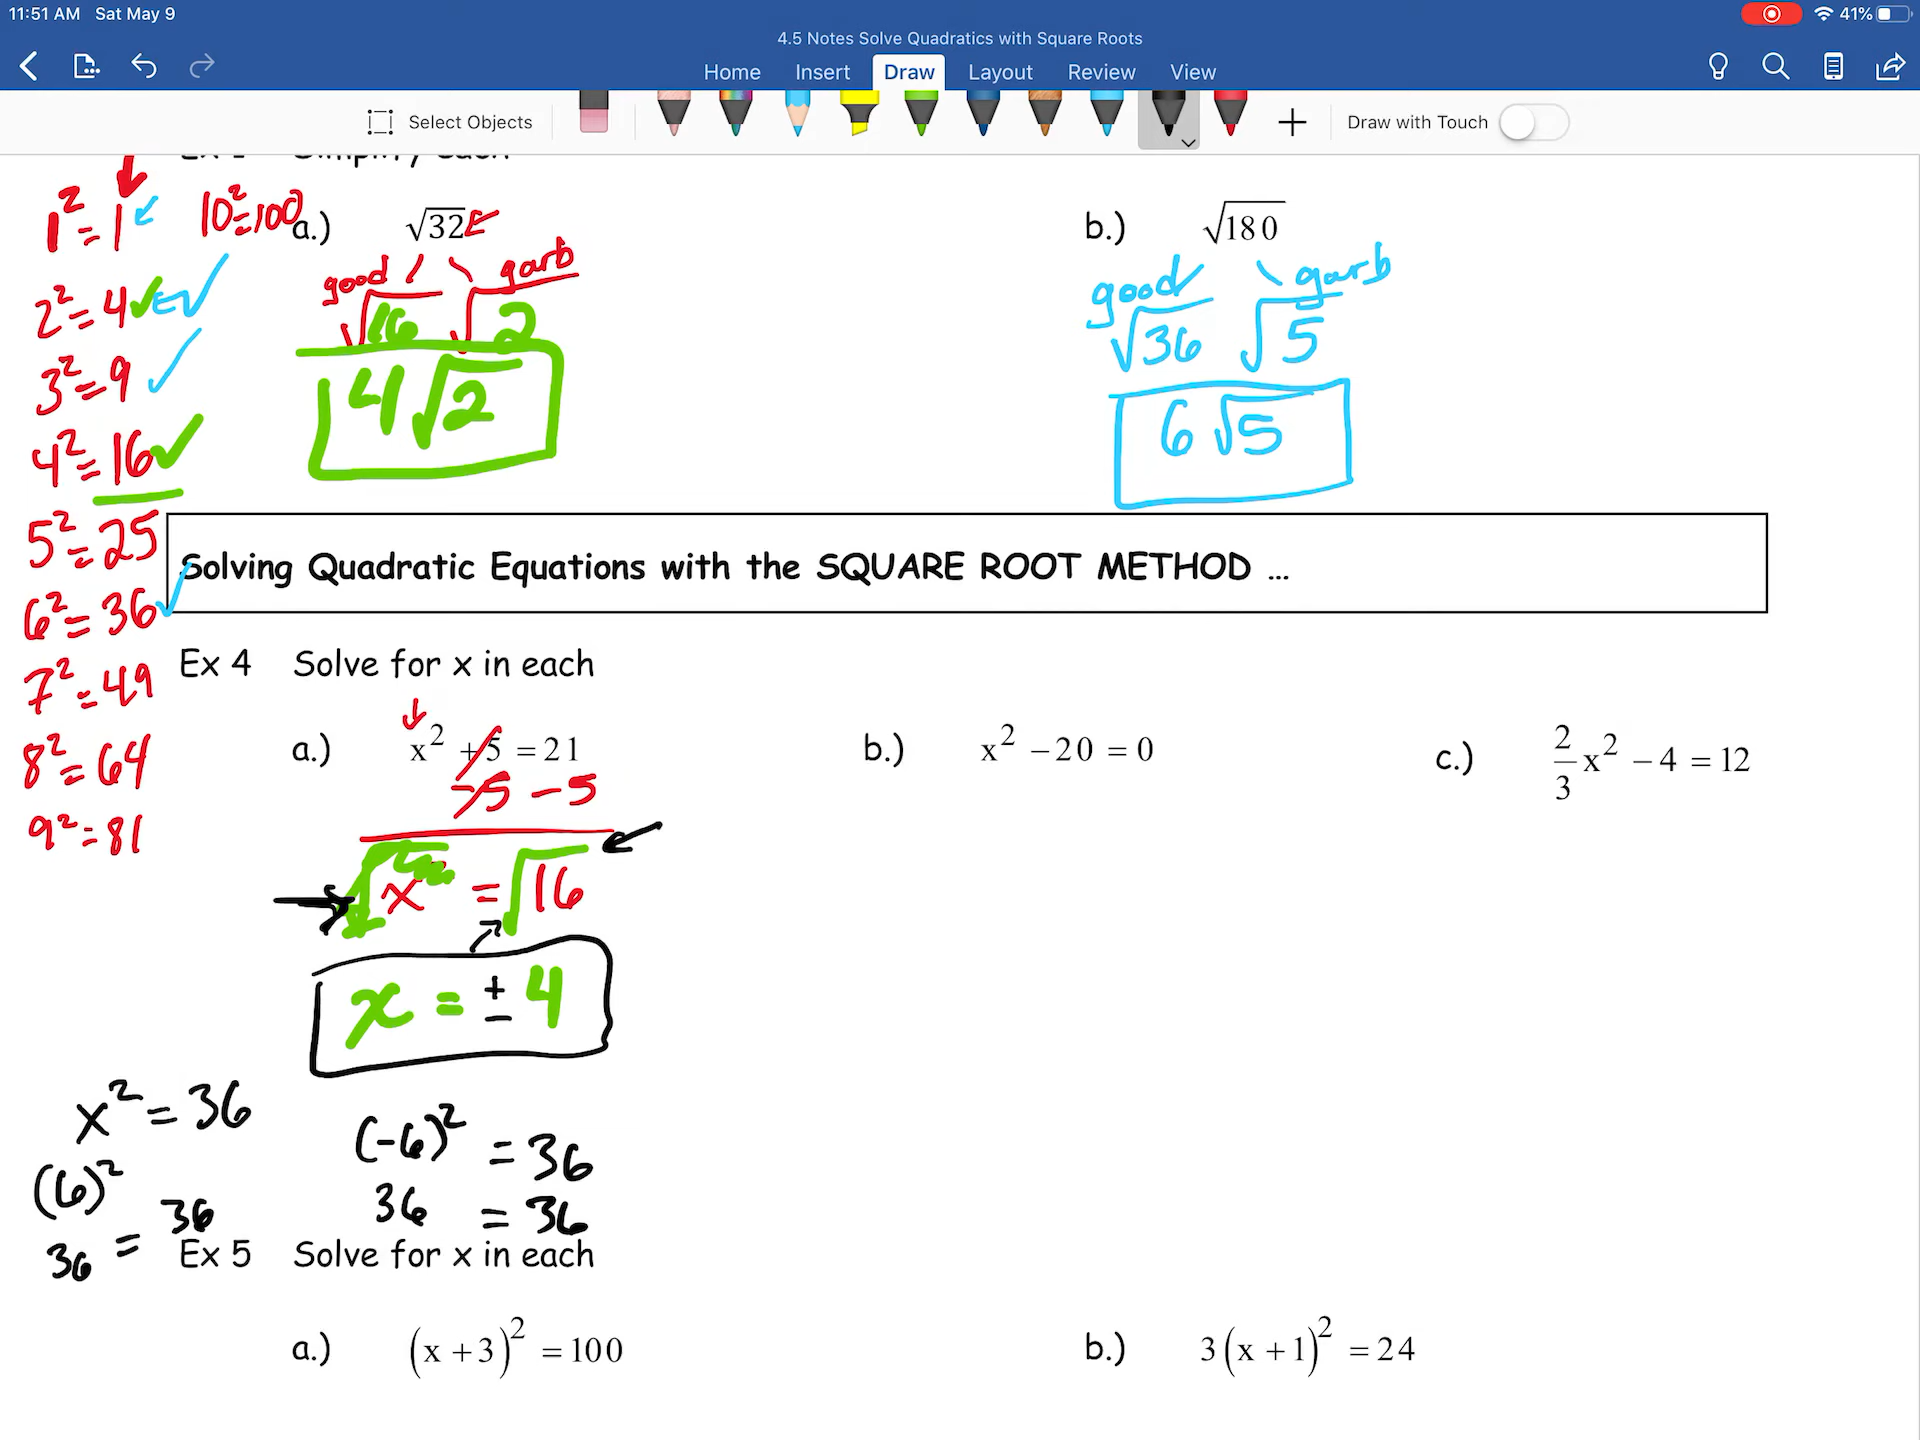 11:51 AM Sat May 9
41%
4.5 Notes Solve Quadratics with Square Roots
Home Insert Draw Layout Review View
Select Objects
Draw with Touch
1² = 1
10² = 100
2² = 4
3² = 9
4² = 16
5² = 25
6² = 36
7² = 49
8² = 64
9² = 81
a.) √32
good garb
√16 √2
4√2
b.) √180
good garb
√36 √5
6√5
Solving Quadratic Equations with the SQUARE ROOT METHOD ...
Ex 4 Solve for x in each
a.) x² + 5 = 21
-5 -5
√x = √16
x = ± 4
b.) x² − 20 = 0
c.) 2/3 x² − 4 = 12
x² = 36
(6)²
36 = 36
(-6)² = 36
36 = 36
Ex 5 Solve for x in each
a.) (x + 3)² = 100
b.) 3(x + 1)² = 24